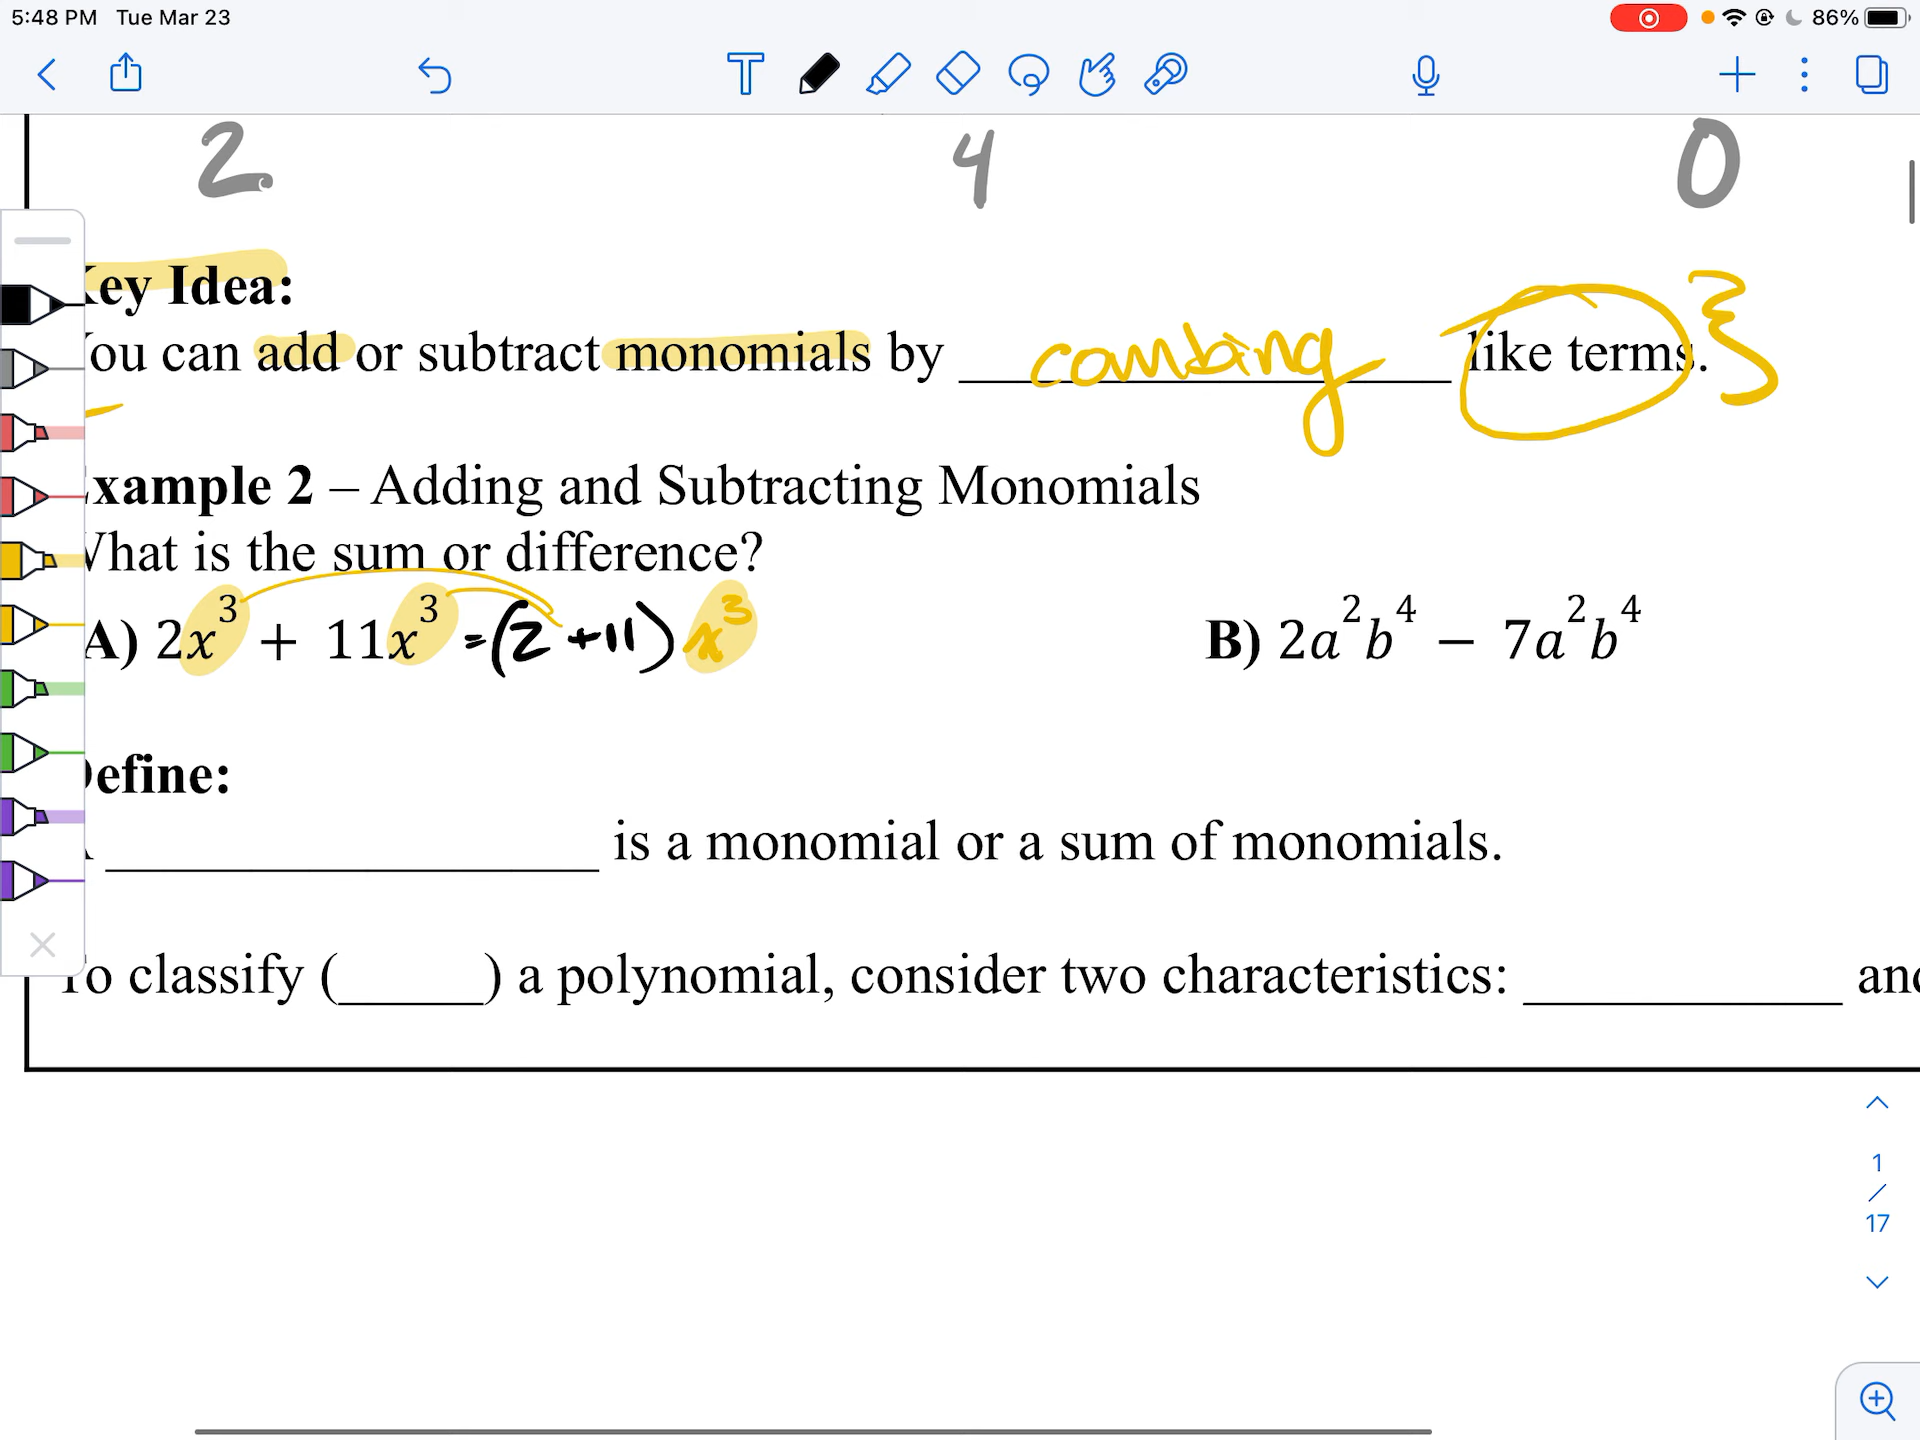 5:48 PM Tue Mar 23 86%
T
2 4 0
Key Idea:
You can add or subtract monomials by combing like terms.
Example 2 – Adding and Subtracting Monomials
What is the sum or difference?
A) 2x³ + 11x³ =(2+11)x³ B) 2a²b⁴ − 7a²b⁴
Define:
A ____________ is a monomial or a sum of monomials.
To classify (_____) a polynomial, consider two characteristics: __________ and
1
/
17